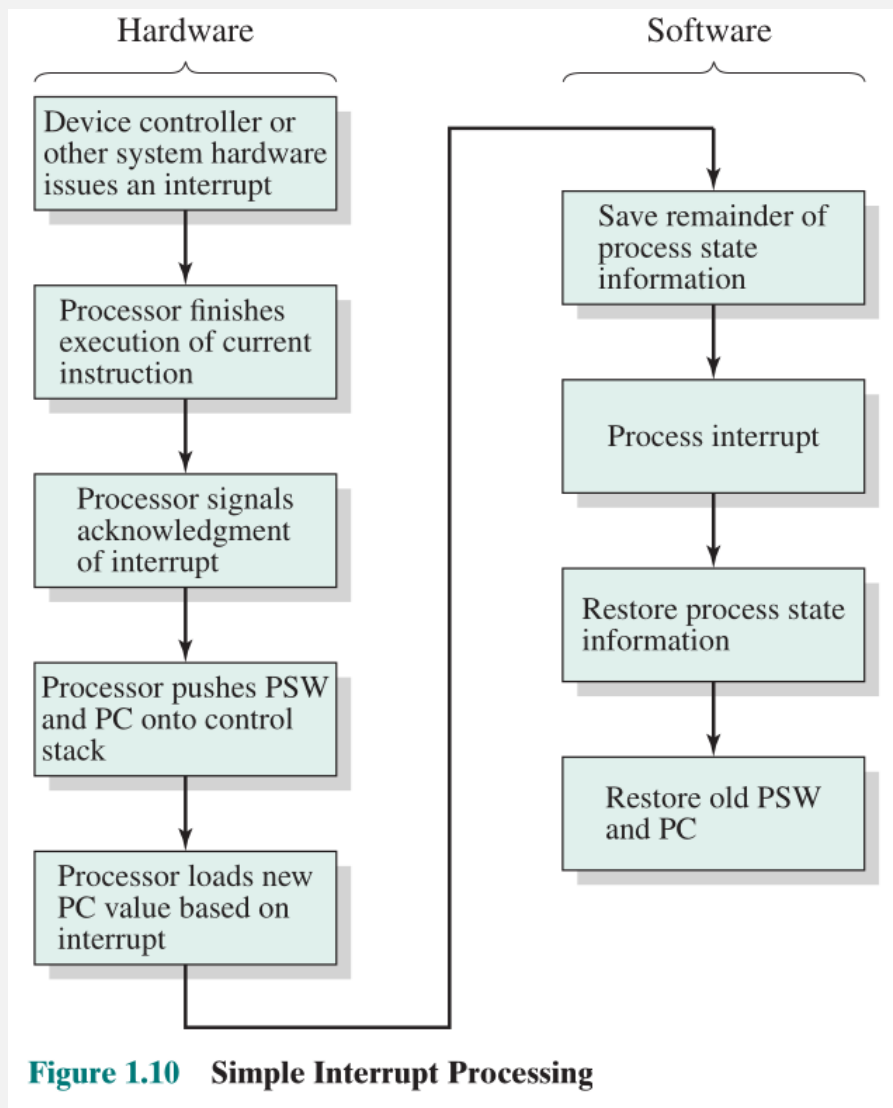 Hardware
Device controller or
other system hardware
issues an interrupt
Processor finishes
execution of current
instruction
Processor signals
acknowledgment
of interrupt
Processor pushes PSW
and PC onto control
stack
Processor loads new
PC value based on
interrupt
Software
Save remainder of
process state
information
Process interrupt
Restore process state
information
Restore old PSW
and PC
Figure 1.10 Simple Interrupt Processing